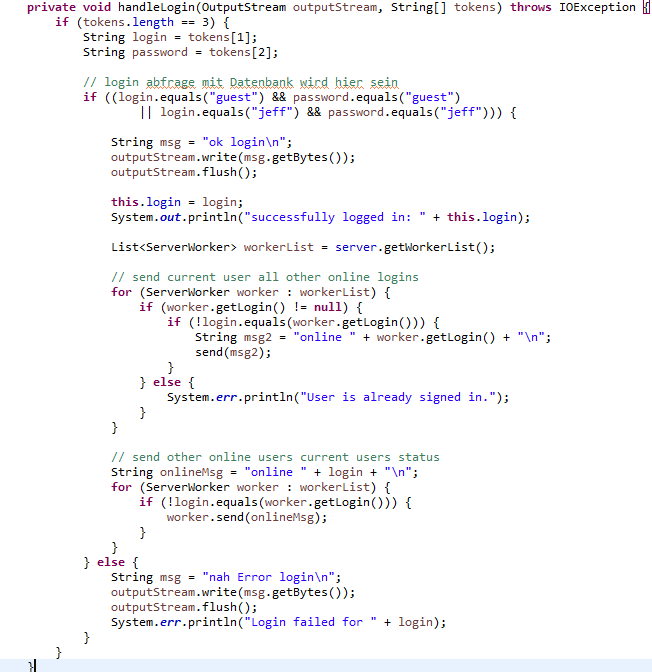 private void handleLogin(OutputStream outputStream, String[] tokens) throws IOException {
if (tokens.length == 3) {
String login = tokens[1];
String password = tokens[2];
// login abfrage mit Datenbank wird hier sein
if ((login.equals("guest") && password.equals("guest")
|| login.equals("jeff") && password.equals("jeff"))) {
String msg = "ok login\n";
outputStream.write(msg.getBytes());
outputStream.flush();
this.login = login;
System.out.println("successfully logged in: " + this.login);
List<ServerWorker> workerList = server.getWorkerList();
// send current user all other online logins
for (ServerWorker worker : workerList) {
if (worker.getLogin() != null) {
if (!login.equals(worker.getLogin())) {
String msg2 = "online " + worker.getLogin() + "\n";
send(msg2);
}
} else {
System.err.println("User is already signed in.");
}
}
// send other online users current users status
String onlineMsg = "online " + login + "\n";
for (ServerWorker worker : workerList) {
if (!login.equals(worker.getLogin())) {
worker.send(onlineMsg);
}
}
} else {
String msg = "nah Error login\n";
outputStream.write(msg.getBytes());
outputStream.flush();
System.err.println("Login failed for " + login);
}
}
}